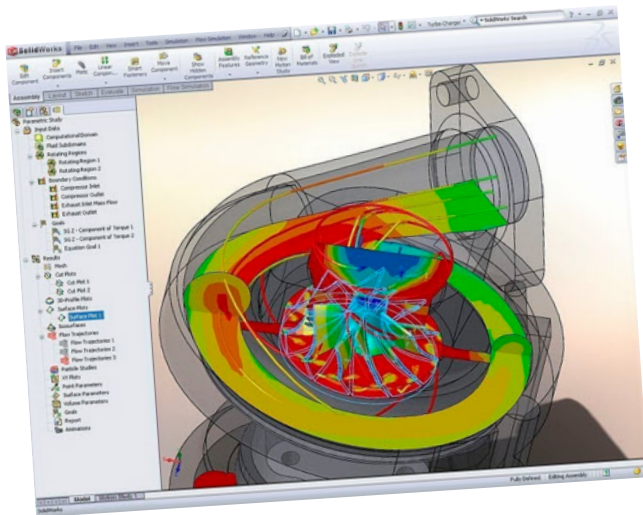 SolidWorks File Edit View Insert Tools Simulation Flow Simulation Window Help
Turbo Charger
SolidWorks Search
Edit Component
Insert Components
Mate
Linear Compon...
Smart Fasteners
Move Component
Show Hidden Components
Assembly Features
Reference Geometry
New Motion Study
Bill of Materials
Exploded View
Explode Line Sketch
Assembly Layout Sketch Evaluate Simulation Flow Simulation
Parametric Study
Input Data
Computational Domain
Fluid Subdomains
Rotating Regions
Rotating Region 1
Rotating Region 2
Boundary Conditions
Compressor Inlet
Compressor Outlet
Exhaust Inlet Mass Flow
Exhaust Outlet
Goals
SG Z - Component of Torque 1
SG Z - Component of Torque 2
Equation Goal 1
Results
Mesh
Cut Plots
Cut Plot 1
Cut Plot 2
3D-Profile Plots
Surface Plots
Surface Plot 1
Isosurfaces
Flow Trajectories
Flow Trajectories 1
Flow Trajectories 2
Flow Trajectories 3
Particle Studies
XY Plots
Point Parameters
Surface Parameters
Volume Parameters
Goals
Report
Animations
Model Motion Study 1
SolidWorks
Fully Defined Editing Assembly